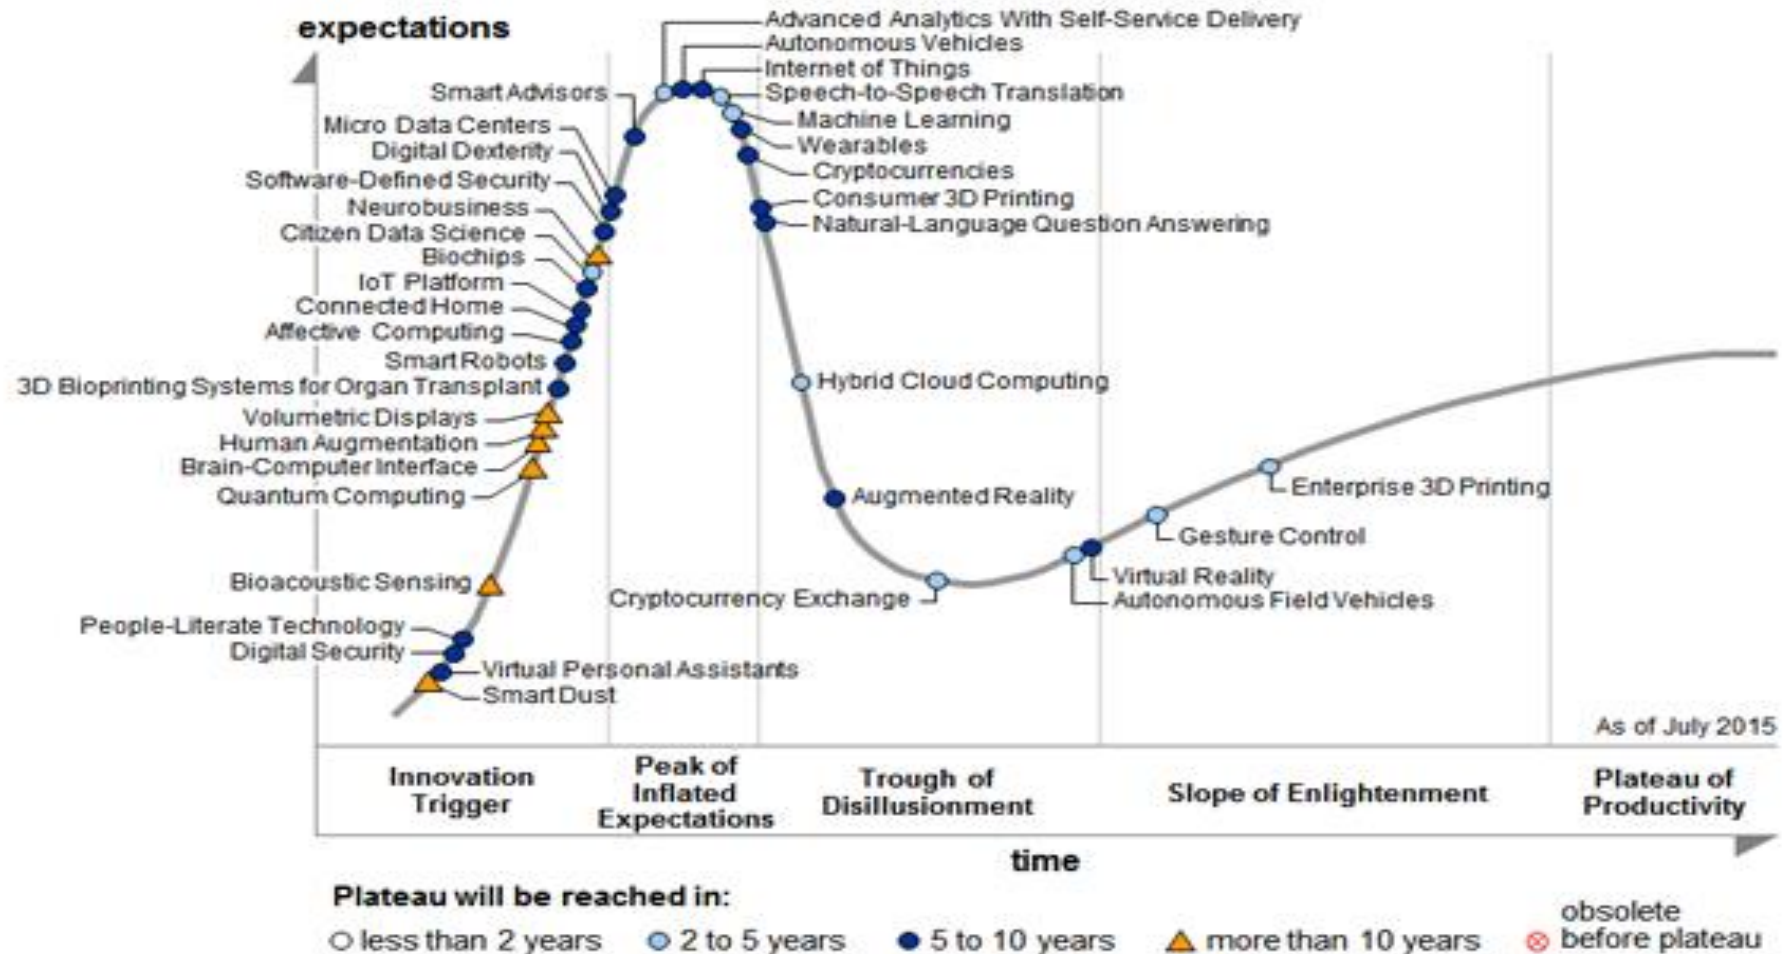 expectations
Advanced Analytics With Self-Service Delivery
Autonomous Vehicles
Internet of Things
Speech-to-Speech Translation
Machine Learning
Wearables
Cryptocurrencies
Consumer 3D Printing
Natural-Language Question Answering
Smart Advisors
Micro Data Centers
Digital Dexterity
Software-Defined Security
Neurobusiness
Citizen Data Science
Biochips
IoT Platform
Connected Home
Affective Computing
Smart Robots
3D Bioprinting Systems for Organ Transplant
Volumetric Displays
Human Augmentation
Brain-Computer Interface
Quantum Computing
Bioacoustic Sensing
People-Literate Technology
Digital Security
Virtual Personal Assistants
Smart Dust
Hybrid Cloud Computing
Augmented Reality
Cryptocurrency Exchange
Enterprise 3D Printing
Gesture Control
Virtual Reality
Autonomous Field Vehicles
As of July 2015
Innovation
Trigger
Peak of
Inflated
Expectations
Trough of
Disillusionment
Slope of Enlightenment
Plateau of
Productivity
time
Plateau will be reached in:
less than 2 years
2 to 5 years
5 to 10 years
more than 10 years
obsolete
before plateau